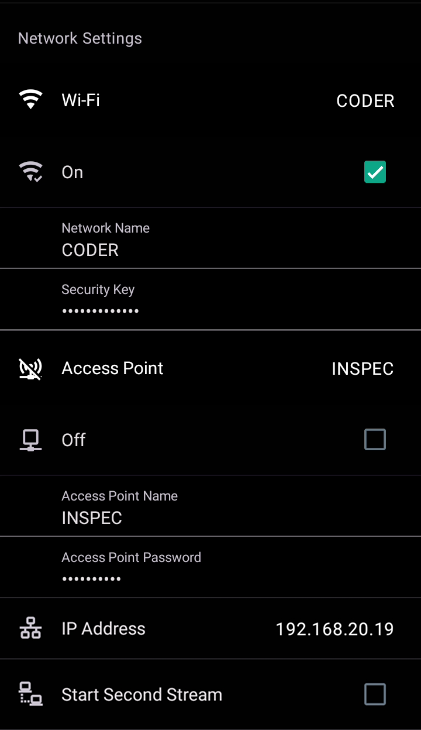 Network Settings
Wi-Fi CODER
On
Network Name
CODER
Security Key
•••••••••••••
Access Point INSPEC
Off
Access Point Name
INSPEC
Access Point Password
••••••••••
IP Address 192.168.20.19
Start Second Stream